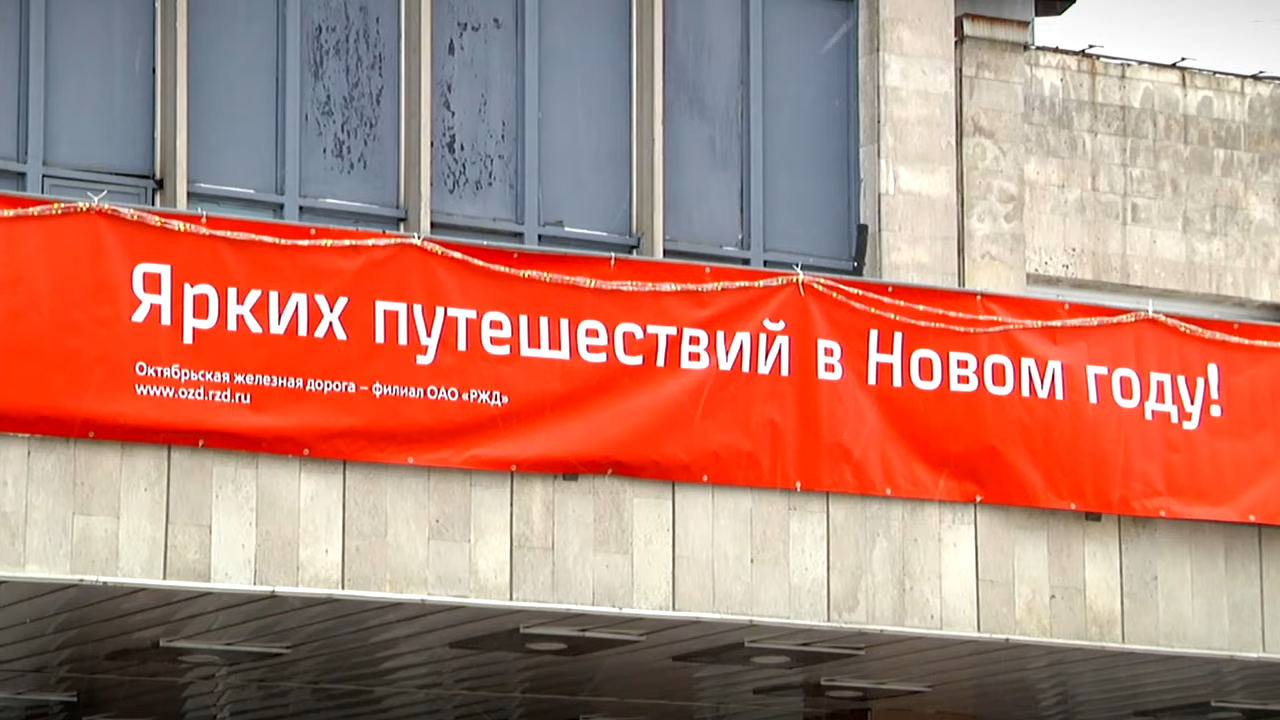 Ярких путешествий в Новом году!
Октябрьская железная дорога – филиал ОАО «РЖД»
www.ozd.rzd.ru